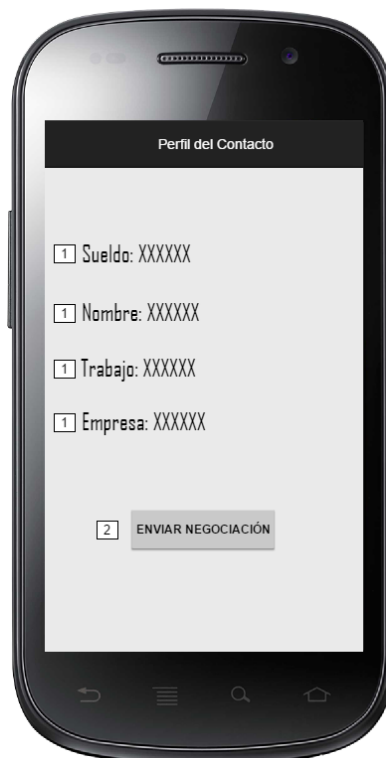 Perfil del Contacto
1 Sueldo: XXXXXX
1 Nombre: XXXXXX
1 Trabajo: XXXXXX
1 Empresa: XXXXXX
2 ENVIAR NEGOCIACIÓN